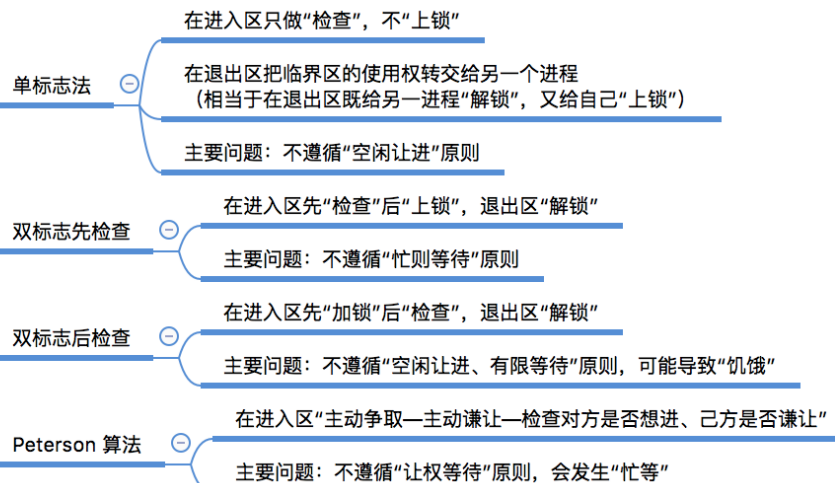 在进入区只做“检查”，不“上锁”
单标志法
在退出区把临界区的使用权转交给另一个进程
（相当于在退出区既给另一进程“解锁”，又给自己“上锁”）
主要问题：不遵循“空闲让进”原则
在进入区先“检查”后“上锁”，退出区“解锁”
双标志先检查
主要问题：不遵循“忙则等待”原则
在进入区先“加锁”后“检查”，退出区“解锁”
双标志后检查
主要问题：不遵循“空闲让进、有限等待”原则，可能导致“饥饿”
在进入区“主动争取—主动谦让—检查对方是否想进、己方是否谦让”
Peterson 算法
主要问题：不遵循“让权等待”原则，会发生“忙等”